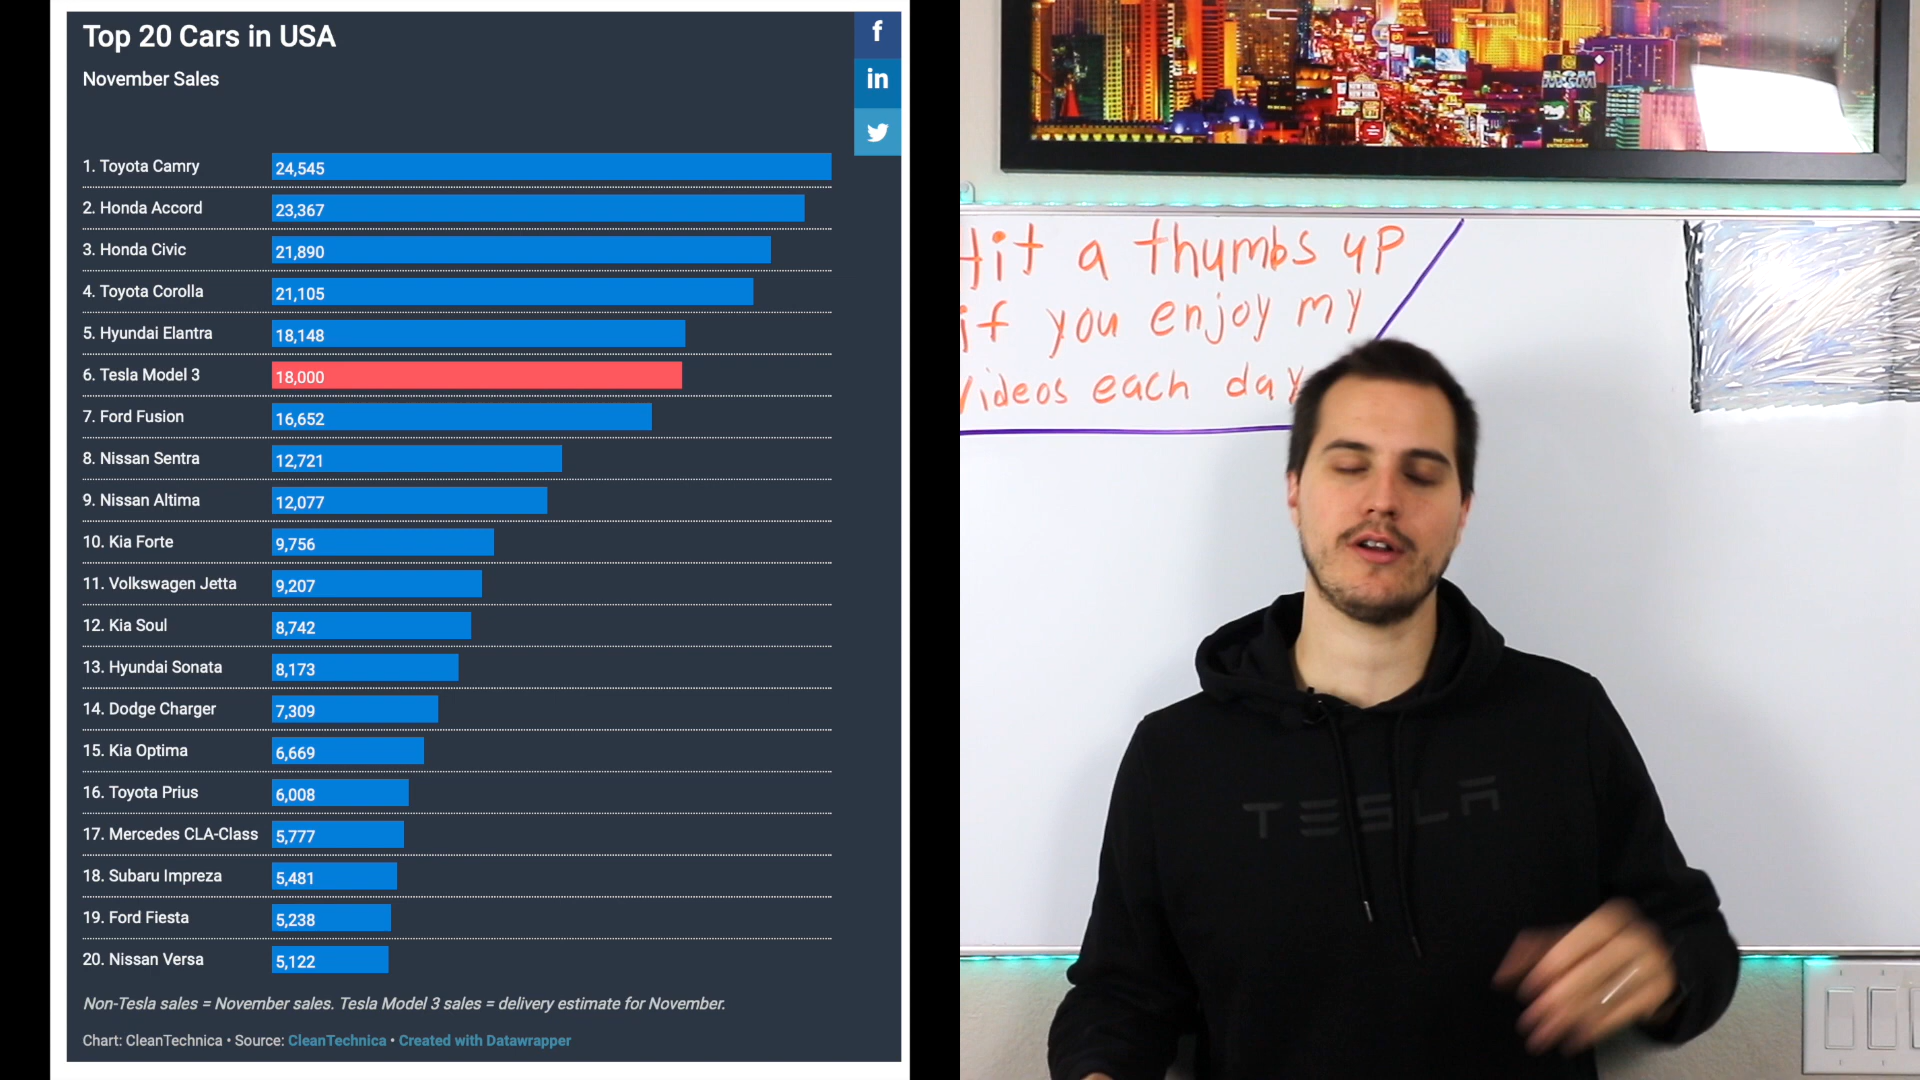 Top 20 Cars in USA
November Sales
f
in
1. Toyota Camry 24,545
2. Honda Accord 23,367
3. Honda Civic 21,890
4. Toyota Corolla 21,105
5. Hyundai Elantra 18,148
6. Tesla Model 3 18,000
7. Ford Fusion 16,652
8. Nissan Sentra 12,721
9. Nissan Altima 12,077
10. Kia Forte 9,756
11. Volkswagen Jetta 9,207
12. Kia Soul 8,742
13. Hyundai Sonata 8,173
14. Dodge Charger 7,309
15. Kia Optima 6,669
16. Toyota Prius 6,008
17. Mercedes CLA-Class 5,777
18. Subaru Impreza 5,481
19. Ford Fiesta 5,238
20. Nissan Versa 5,122
Non-Tesla sales = November sales. Tesla Model 3 sales = delivery estimate for November.
Chart: CleanTechnica • Source: CleanTechnica • Created with Datawrapper
MGM
Hit a thumbs up
if you enjoy my
Videos each day
TESLA